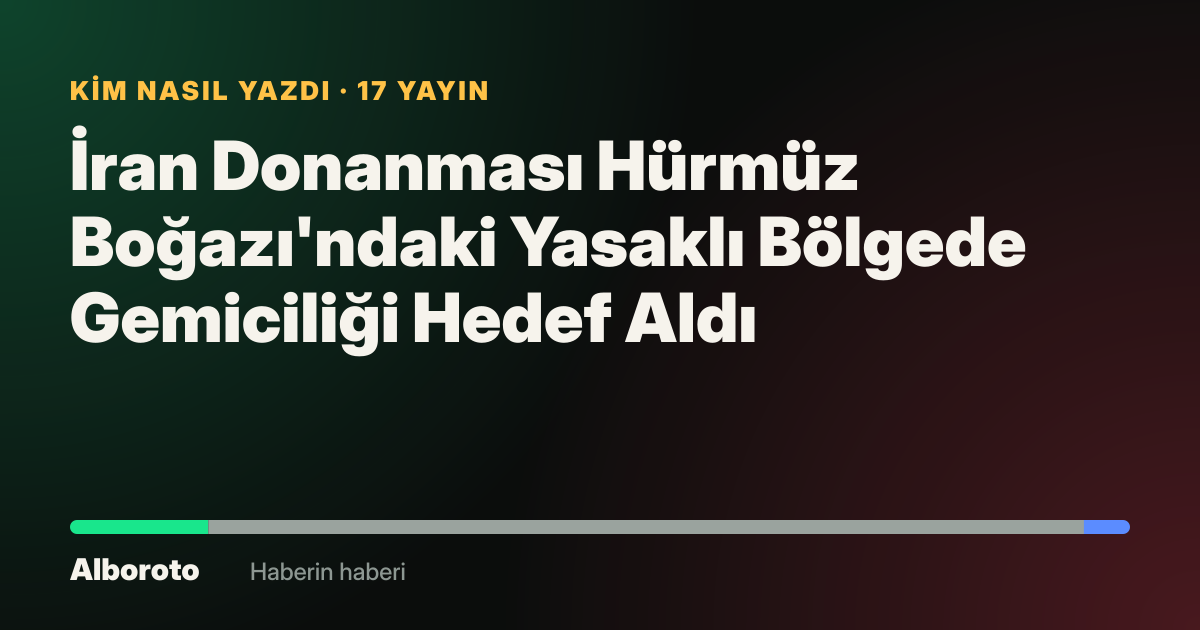 KİM NASIL YAZDI · 17 YAYIN
İran Donanması Hürmüz
Boğazı'ndaki Yasaklı Bölgede
Gemiciliği Hedef Aldı
Alboroto
Haberin haberi